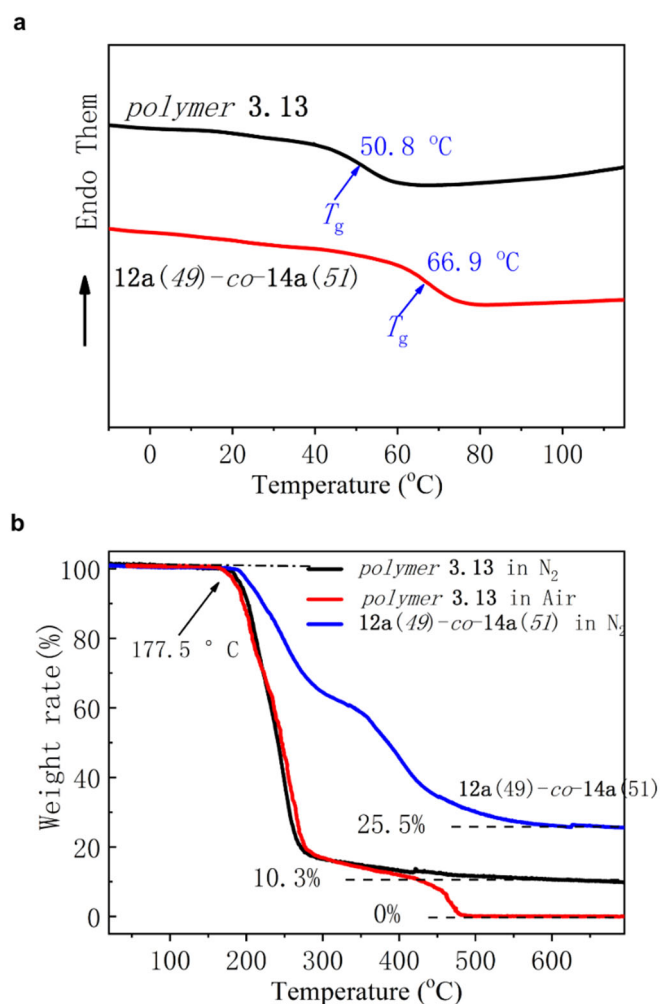 a
Endo Them
polymer 3.13
50.8 °C
Tg
12a(49)-co-14a(51)
66.9 °C
Tg
0 20 40 60 80 100
Temperature (°C)
b
Weight rate(%)
100
80
60
40
20
0
polymer 3.13 in N2
polymer 3.13 in Air
12a(49)-co-14a(51) in N2
177.5 ° C
12a(49)-co-14a(51)
25.5%
10.3%
0%
100 200 300 400 500 600
Temperature (°C)